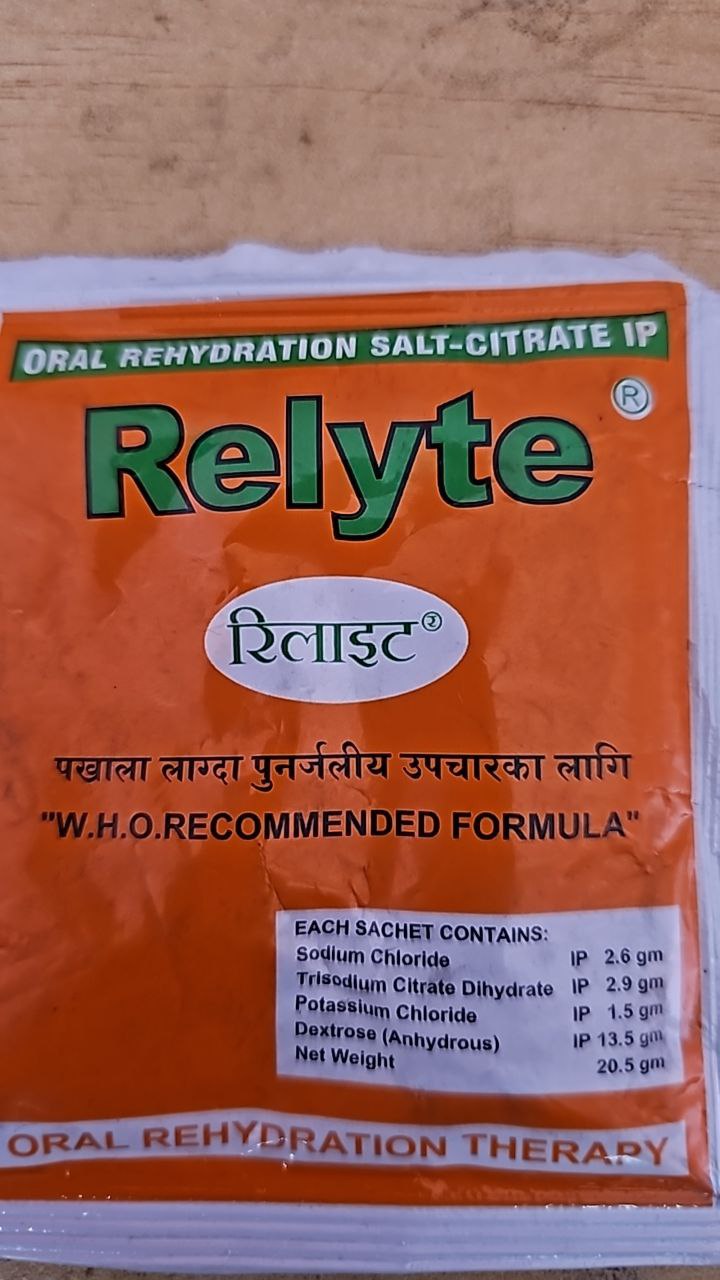 ORAL REHYDRATION SALT-CITRATE IP
Relyte ®
रिलाइट ®
पखाला लाग्दा पुनर्जलीय उपचारका लागि
"W.H.O.RECOMMENDED FORMULA"
EACH SACHET CONTAINS:
Sodium Chloride IP 2.6 gm
Trisodium Citrate Dihydrate IP 2.9 gm
Potassium Chloride IP 1.5 gm
Dextrose (Anhydrous) IP 13.5 gm
Net Weight 20.5 gm
ORAL REHYDRATION THERAPY